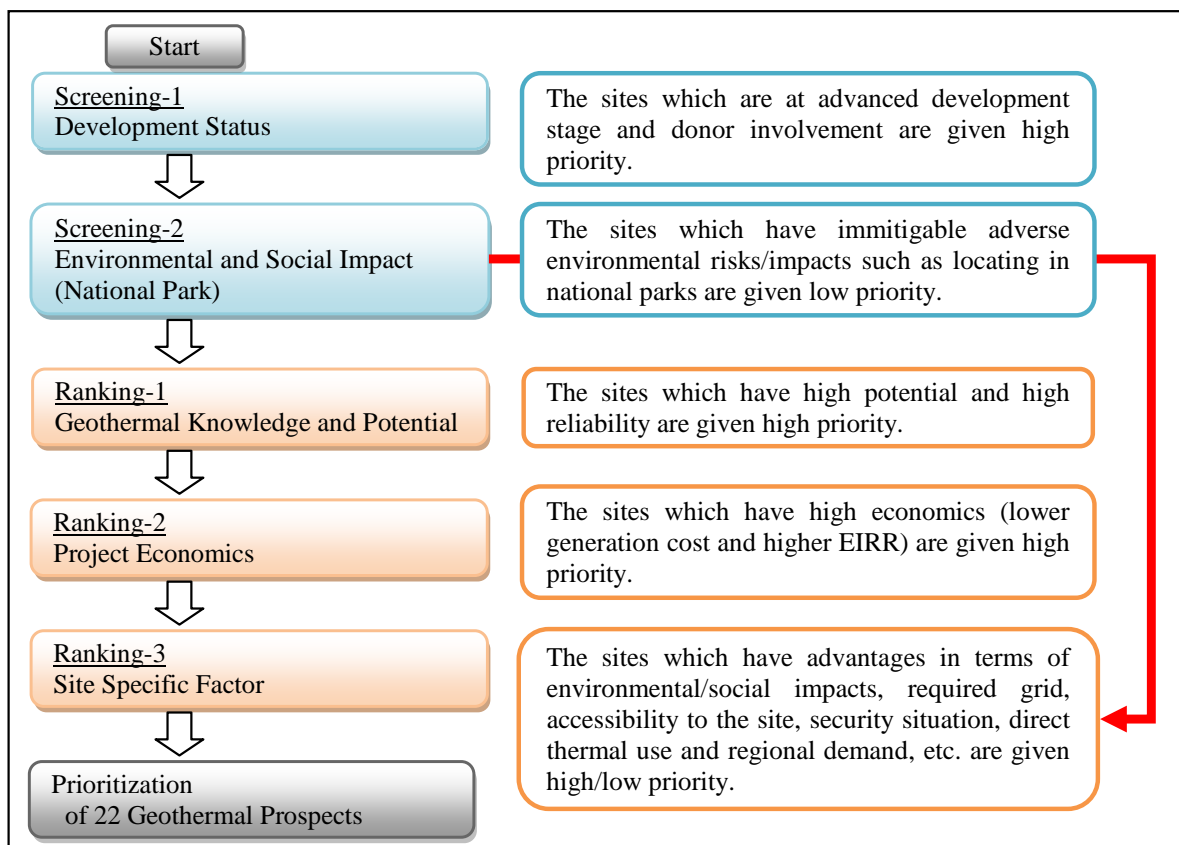 Start
Screening-1
Development Status
The sites which are at advanced development
stage and donor involvement are given high
priority.
Screening-2
Environmental and Social Impact
(National Park)
The sites which have immitigable adverse
environmental risks/impacts such as locating in
national parks are given low priority.
Ranking-1
Geothermal Knowledge and Potential
The sites which have high potential and high
reliability are given high priority.
Ranking-2
Project Economics
The sites which have high economics (lower
generation cost and higher EIRR) are given high
priority.
Ranking-3
Site Specific Factor
The sites which have advantages in terms of
environmental/social impacts, required grid,
accessibility to the site, security situation, direct
thermal use and regional demand, etc. are given
high/low priority.
Prioritization
of 22 Geothermal Prospects